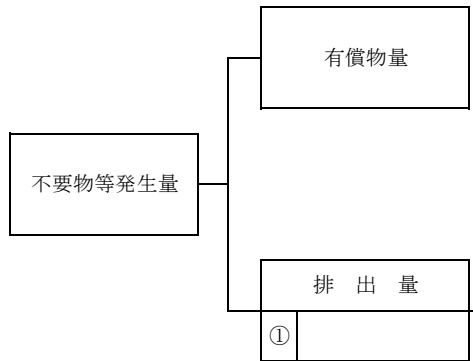 有償物量
不要物等発生量
排 出 量
①